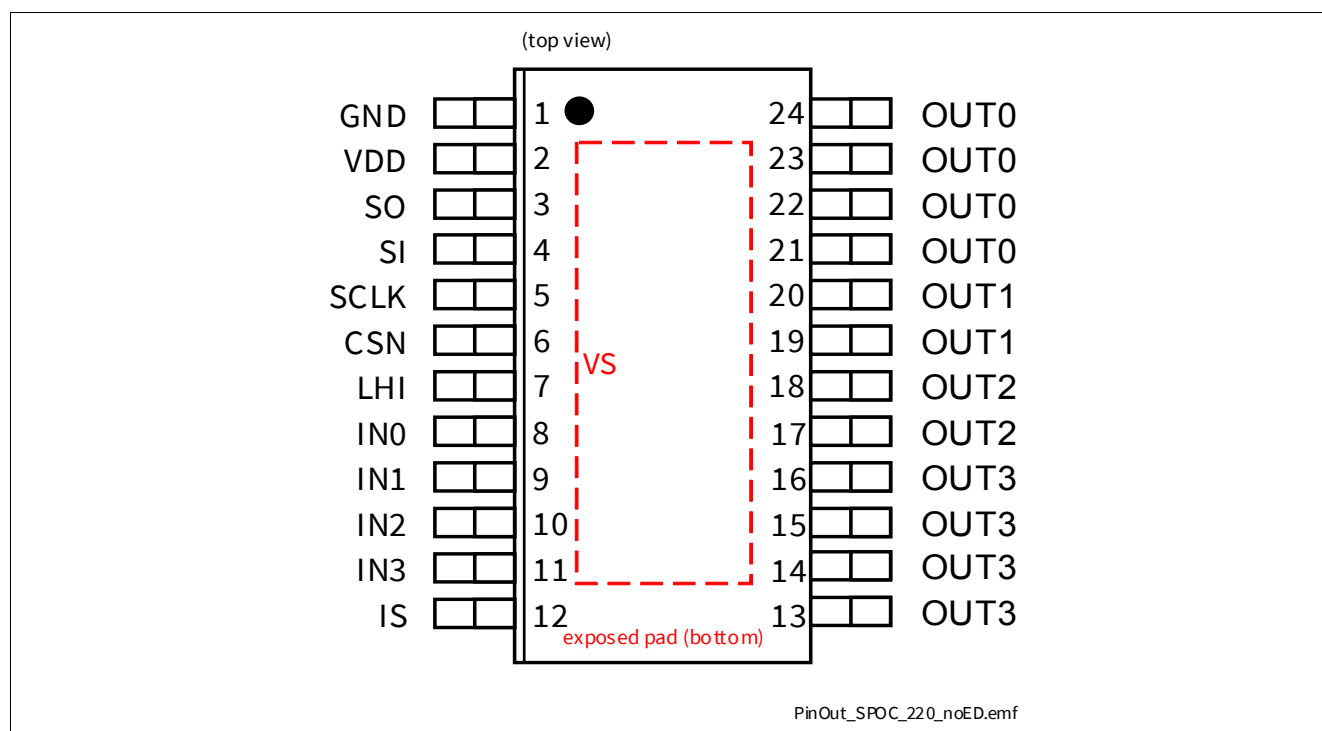 (top view)
GND 1 24 OUT0
VDD 2 23 OUT0
SO 3 22 OUT0
SI 4 21 OUT0
SCLK 5 20 OUT1
CSN 6 19 OUT1
VS
LHI 7 18 OUT2
IN0 8 17 OUT2
IN1 9 16 OUT3
IN2 10 15 OUT3
IN3 11 14 OUT3
IS 12 13 OUT3
exposed pad (bottom)
PinOut_SPOC_220_noED.emf